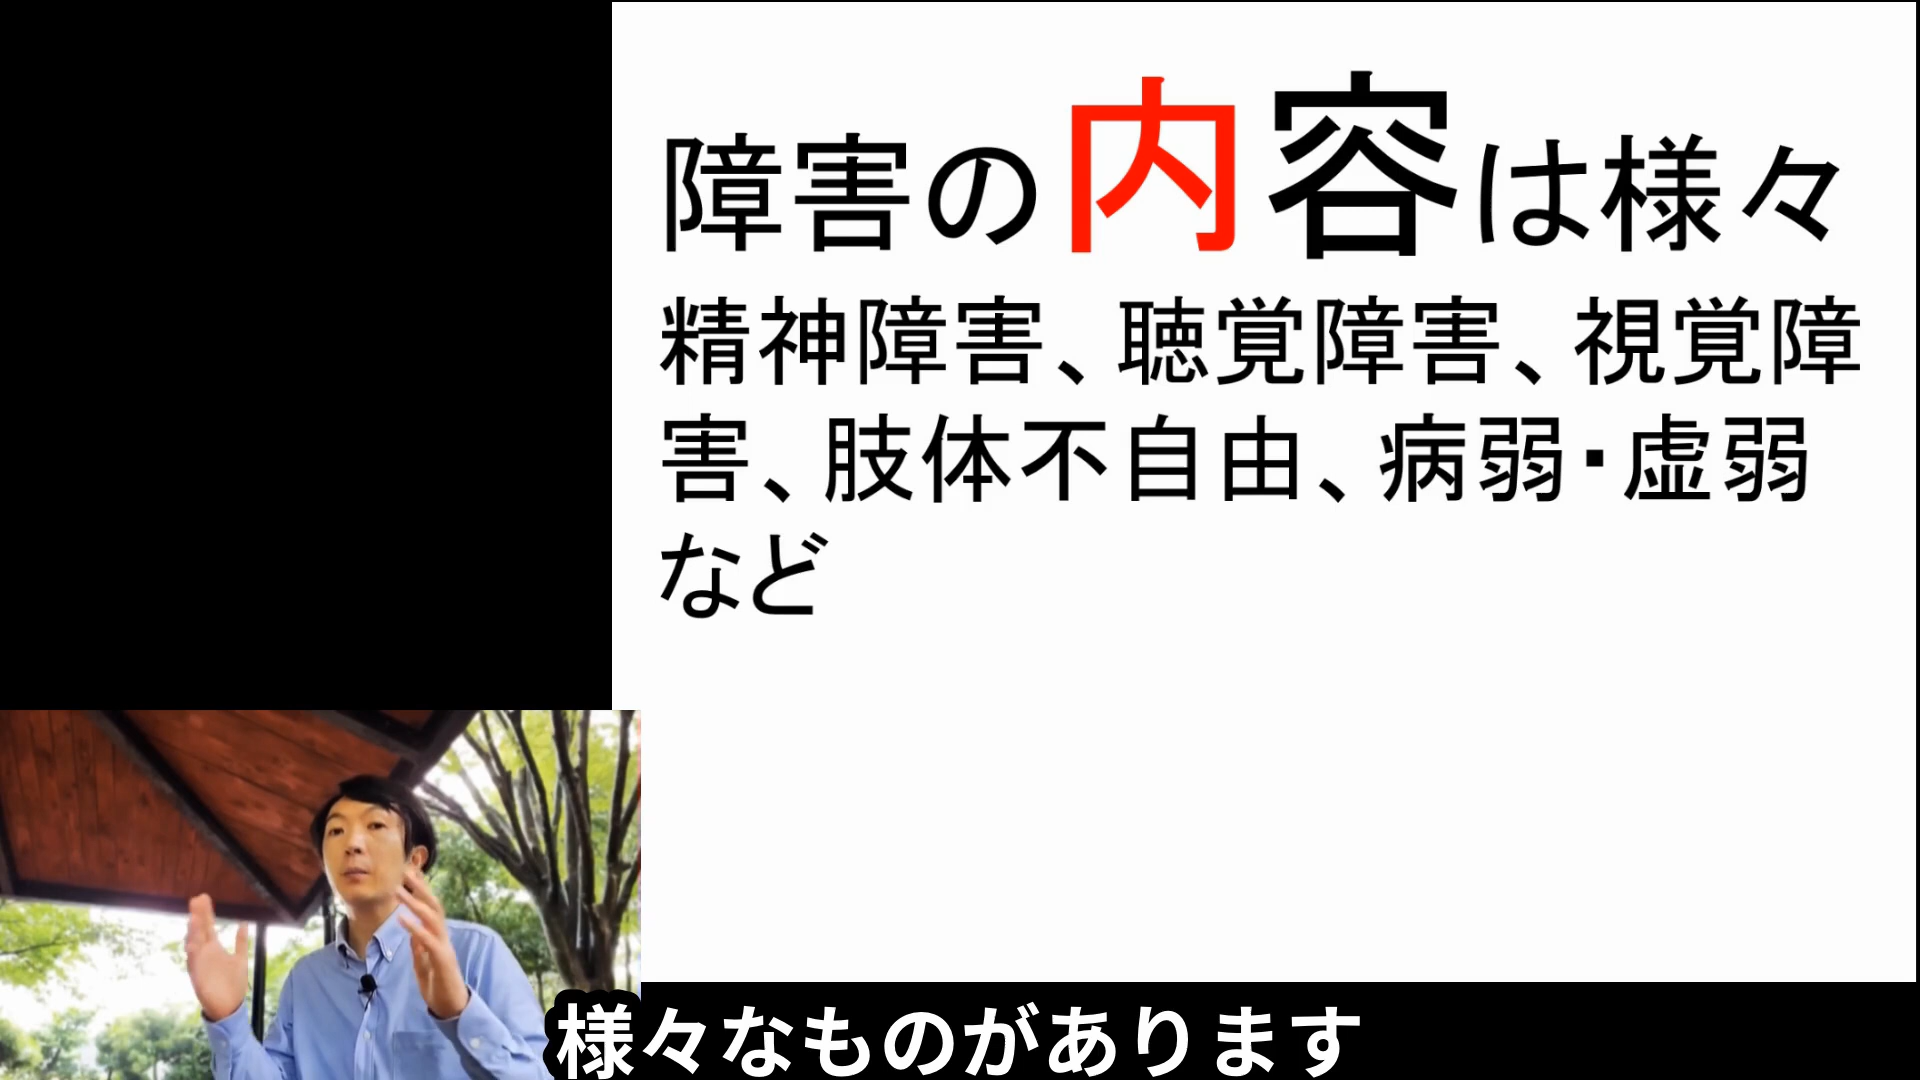 障害の内容は様々
精神障害、聴覚障害、視覚障
害、肢体不自由、病弱・虚弱
など
様々なものがあります